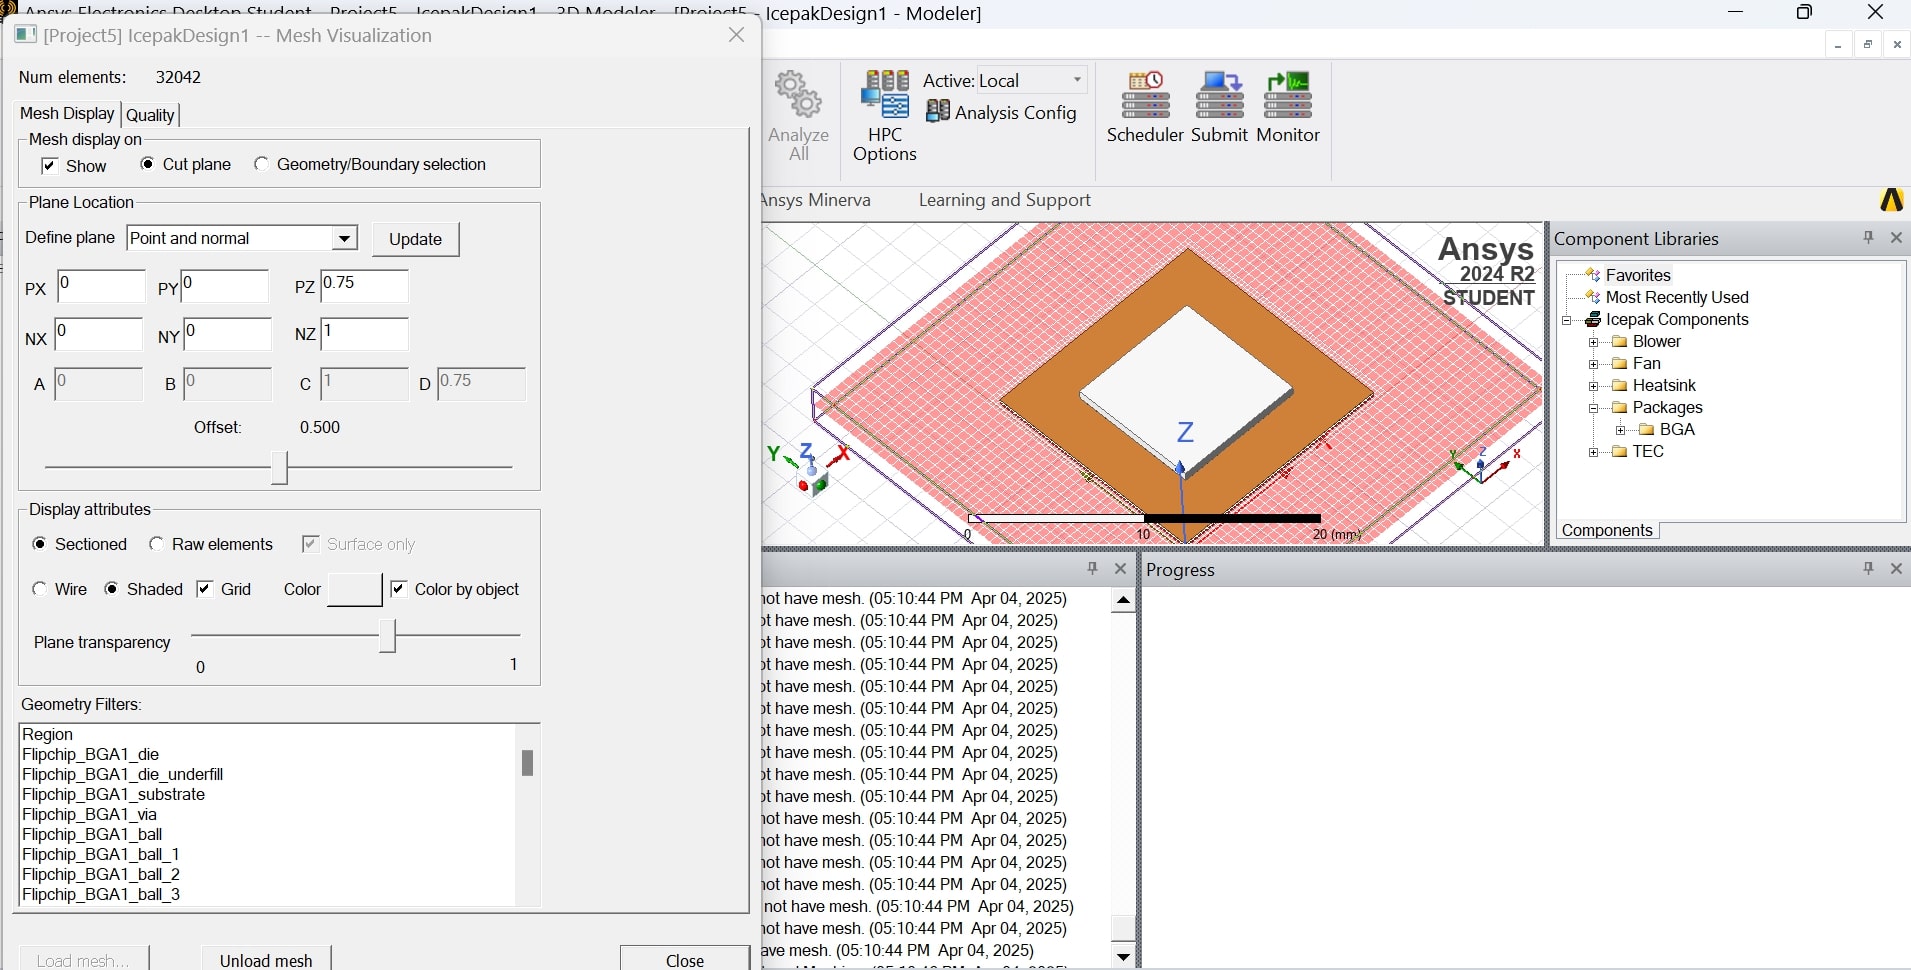 Ansys Electronics Desktop Student - Project5 - IcepakDesign1 - 3D Modeler - [Project5 - IcepakDesign1 - Modeler]
[Project5] IcepakDesign1 -- Mesh Visualization
Num elements: 32042
Mesh Display Quality
Mesh display on
Show Cut plane Geometry/Boundary selection
Plane Location
Define plane Point and normal Update
PX 0 PY 0 PZ 0.75
NX 0 NY 0 NZ 1
A 0 B 0 C 1 D 0.75
Offset: 0.500
Display attributes
Sectioned Raw elements Surface only
Wire Shaded Grid Color Color by object
Plane transparency
0 1
Geometry Filters:
Region
Flipchip_BGA1_die
Flipchip_BGA1_die_underfill
Flipchip_BGA1_substrate
Flipchip_BGA1_via
Flipchip_BGA1_ball
Flipchip_BGA1_ball_1
Flipchip_BGA1_ball_2
Flipchip_BGA1_ball_3
Load mesh... Unload mesh Close
Analyze All
HPC Options
Active: Local
Analysis Config
Scheduler Submit Monitor
Ansys Minerva Learning and Support
Ansys
2024 R2
STUDENT
Z
Y Z X
Y Z X
0 10 20 (mm)
Component Libraries
Favorites
Most Recently Used
Icepak Components
Blower
Fan
Heatsink
Packages
BGA
TEC
Components
not have mesh. (05:10:44 PM Apr 04, 2025)
ot have mesh. (05:10:44 PM Apr 04, 2025)
ot have mesh. (05:10:44 PM Apr 04, 2025)
ot have mesh. (05:10:44 PM Apr 04, 2025)
ot have mesh. (05:10:44 PM Apr 04, 2025)
ot have mesh. (05:10:44 PM Apr 04, 2025)
ot have mesh. (05:10:44 PM Apr 04, 2025)
ot have mesh. (05:10:44 PM Apr 04, 2025)
ot have mesh. (05:10:44 PM Apr 04, 2025)
ot have mesh. (05:10:44 PM Apr 04, 2025)
not have mesh. (05:10:44 PM Apr 04, 2025)
not have mesh. (05:10:44 PM Apr 04, 2025)
not have mesh. (05:10:44 PM Apr 04, 2025)
not have mesh. (05:10:44 PM Apr 04, 2025)
not have mesh. (05:10:44 PM Apr 04, 2025)
not have mesh. (05:10:44 PM Apr 04, 2025)
ave mesh. (05:10:44 PM Apr 04, 2025)
Progress